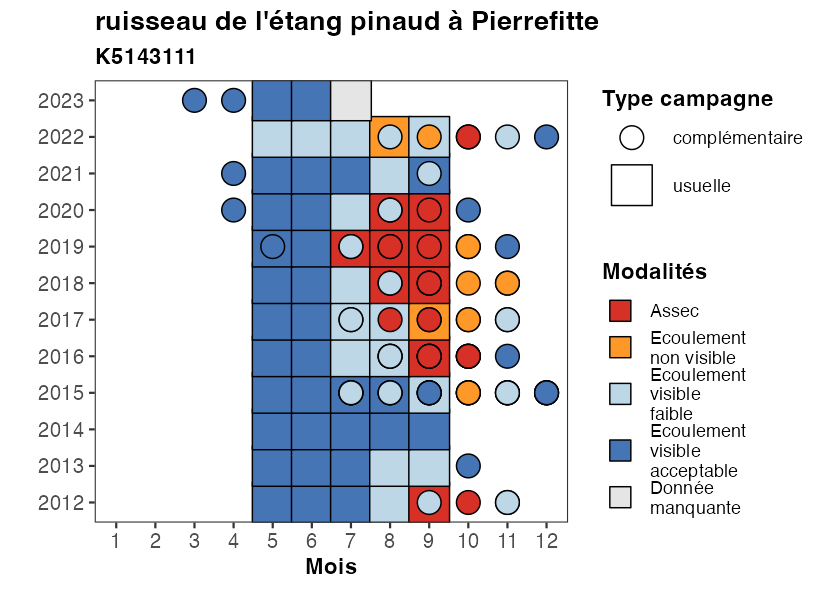 ruisseau de l'étang pinaud à Pierrefitte
K5143111
2023
2022
2021
2020
2019
2018
2017
2016
2015
2014
2013
2012
1 2 3 4 5 6 7 8 9 10 11 12
Mois
Type campagne
complémentaire
usuelle
Modalités
Assec
Ecoulement
non visible
Ecoulement
visible
faible
Ecoulement
visible
acceptable
Donnée
manquante